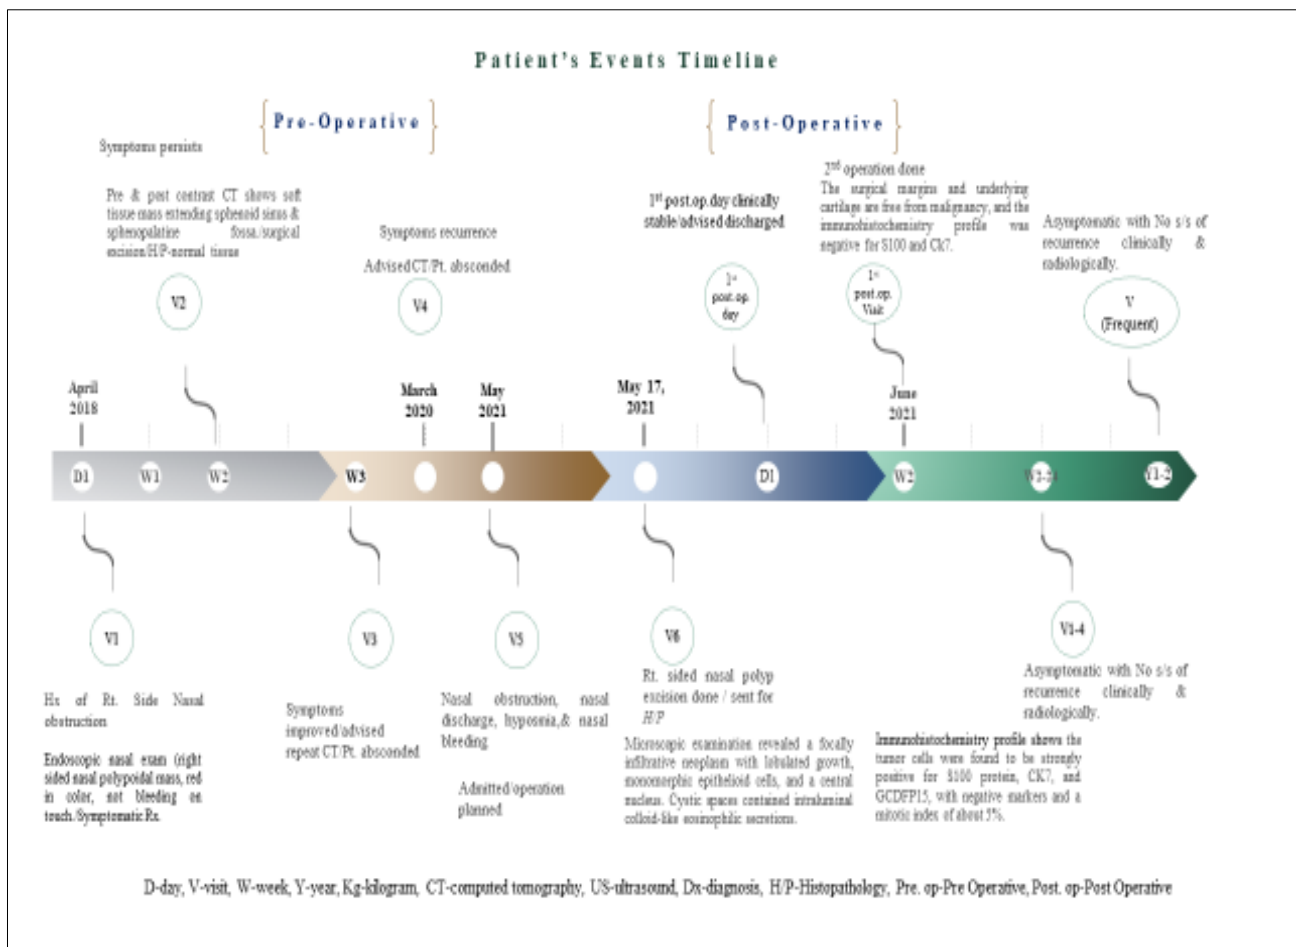 Patient's Events Timeline
Pre-Operative
Post-Operative
Symptoms persists
Pre & post contrast CT shows soft
tissue mass extending sphenoid sinus &
sphenopalatine fossa./surgical
excision/H/P-normal tissue
V2
Symptoms recurrence
Advised CT/Pt. absconded
V4
1st post.op.day clinically
stable/advised discharged
1st
post.op.
day
2nd operation done
The surgical margins and underlying
cartilage are free from malignancy, and the
immunohistochemistry profile was
negative for S100 and Ck7.
1st
post.op.
Visit
Asymptomatic with No s/s of
recurrence clinically &
radiologically.
V
(Frequent)
April
2018
March
2020
May
2021
May 17,
2021
June
2021
D1
W1
W2
W3
D1
W2
Y1-2
V1
Hx of Rt. Side Nasal
obstruction
Endoscopic nasal exam (right
sided nasal polypoidal mass, red
in color, not bleeding on
touch./Symptomatic Rx.
V3
Symptoms
improved/advised
repeat CT/Pt. absconded
V5
Nasal obstruction, nasal
discharge, hyposmia,& nasal
bleeding
Admitted/operation
planned
V6
Rt. sided nasal polyp
excision done / sent for
H/P
Microscopic examination revealed a focally
infiltrative neoplasm with lobulated growth,
monomorphic epithelioid cells, and a central
nucleus. Cystic spaces contained intraluminal
colloid-like eosinophilic secretions.
V1-4
Asymptomatic with No s/s of
recurrence clinically &
radiologically.
Immunohistochemistry profile shows the
tumor cells were found to be strongly
positive for S100 protein, CK7, and
GCDFP15, with negative markers and a
mitotic index of about 5%.
D-day, V-visit, W-week, Y-year, Kg-kilogram, CT-computed tomography, US-ultrasound, Dx-diagnosis, H/P-Histopathology, Pre. op-Pre Operative, Post. op-Post Operative